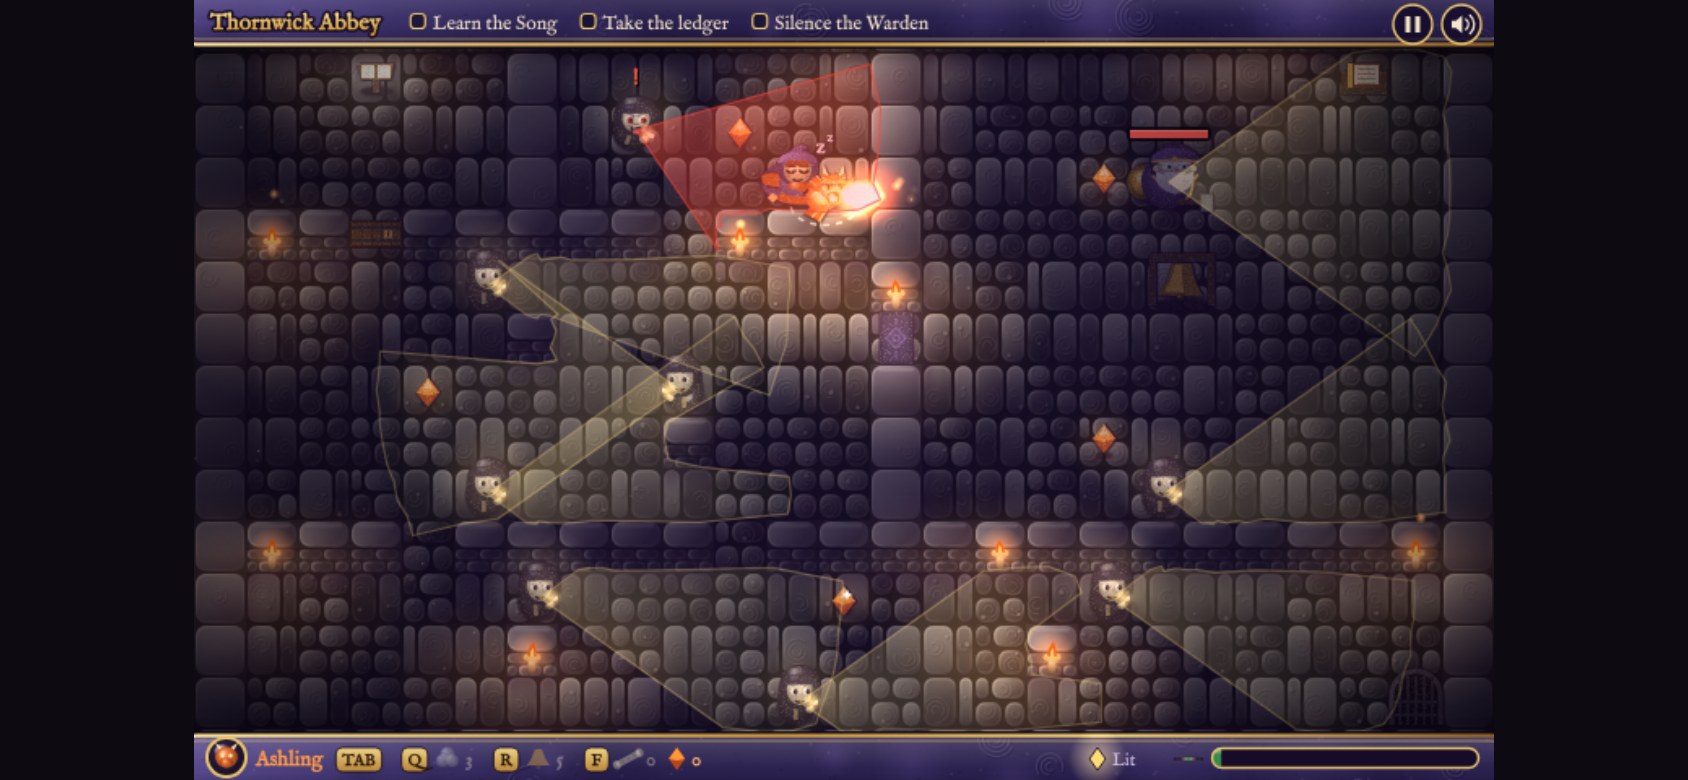 Thornwick Abbey Learn the Song Take the ledger Silence the Warden
!
z z
Ashling TAB Q 3 R 5 F 0 0 Lit